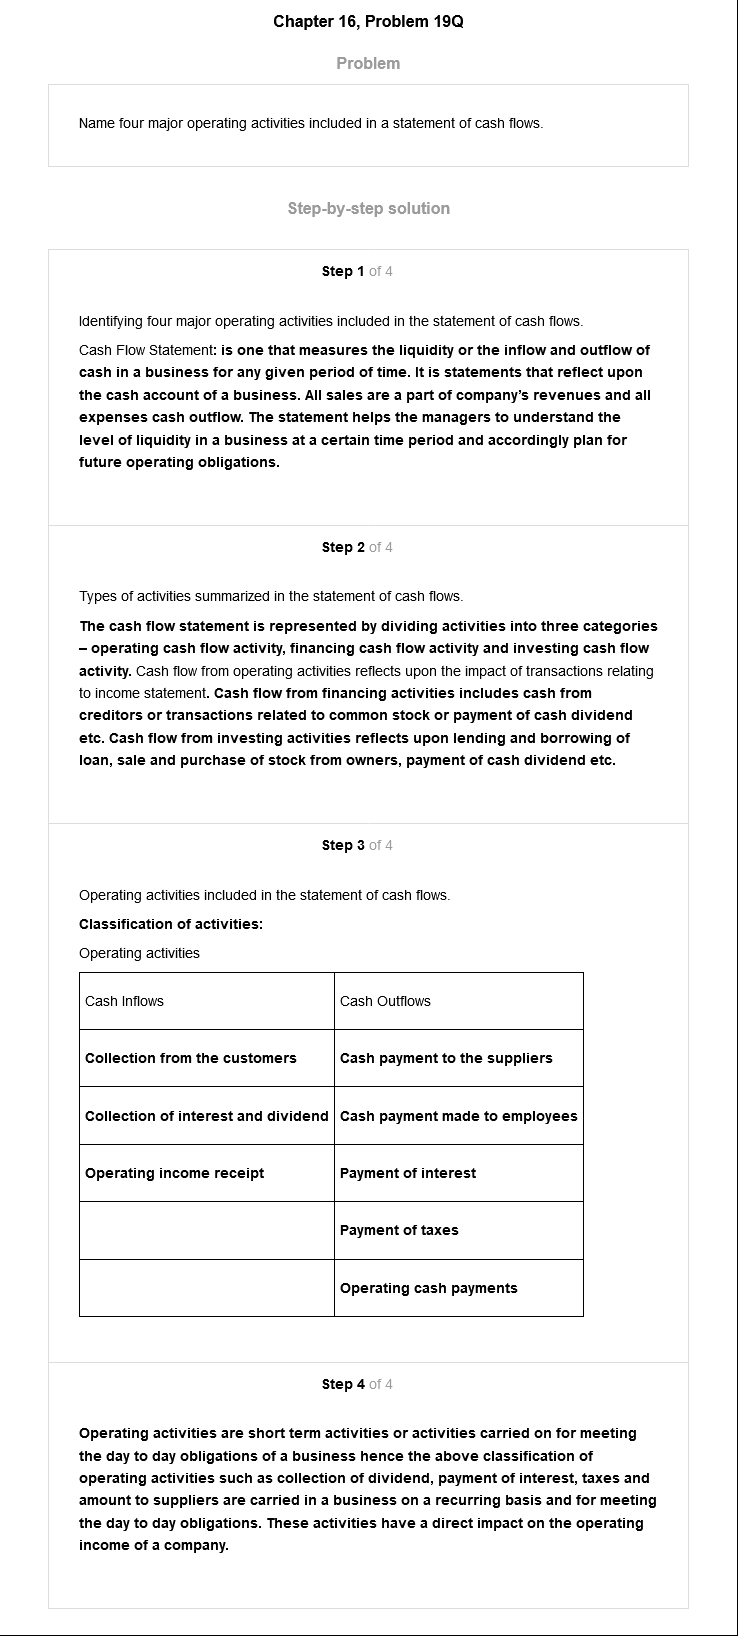 Chapter 16, Problem 19Q
Problem
Name four major operating activities included in a statement of cash flows.
Step-by-step solution
Step 1 of 4
Identifying four major operating activities included in the statement of cash flows.
Cash Flow Statement: is one that measures the liquidity or the inflow and outflow of
cash in a business for any given period of time. It is statements that reflect upon
the cash account of a business. All sales are a part of company's revenues and all
expenses cash outflow. The statement helps the managers to understand the
level of liquidity in a business at a certain time period and accordingly plan for
future operating obligations.
Step 2 of 4
Types of activities summarized in the statement of cash flows.
The cash flow statement is represented by dividing activities into three categories
– operating cash flow activity, financing cash flow activity and investing cash flow
activity. Cash flow from operating activities reflects upon the impact of transactions relating
to income statement. Cash flow from financing activities includes cash from
creditors or transactions related to common stock or payment of cash dividend
etc. Cash flow from investing activities reflects upon lending and borrowing of
loan, sale and purchase of stock from owners, payment of cash dividend etc.
Step 3 of 4
Operating activities included in the statement of cash flows.
Classification of activities:
Operating activities
Cash Inflows Cash Outflows
Collection from the customers Cash payment to the suppliers
Collection of interest and dividend Cash payment made to employees
Operating income receipt Payment of interest
Payment of taxes
Operating cash payments
Step 4 of 4
Operating activities are short term activities or activities carried on for meeting
the day to day obligations of a business hence the above classification of
operating activities such as collection of dividend, payment of interest, taxes and
amount to suppliers are carried in a business on a recurring basis and for meeting
the day to day obligations. These activities have a direct impact on the operating
income of a company.